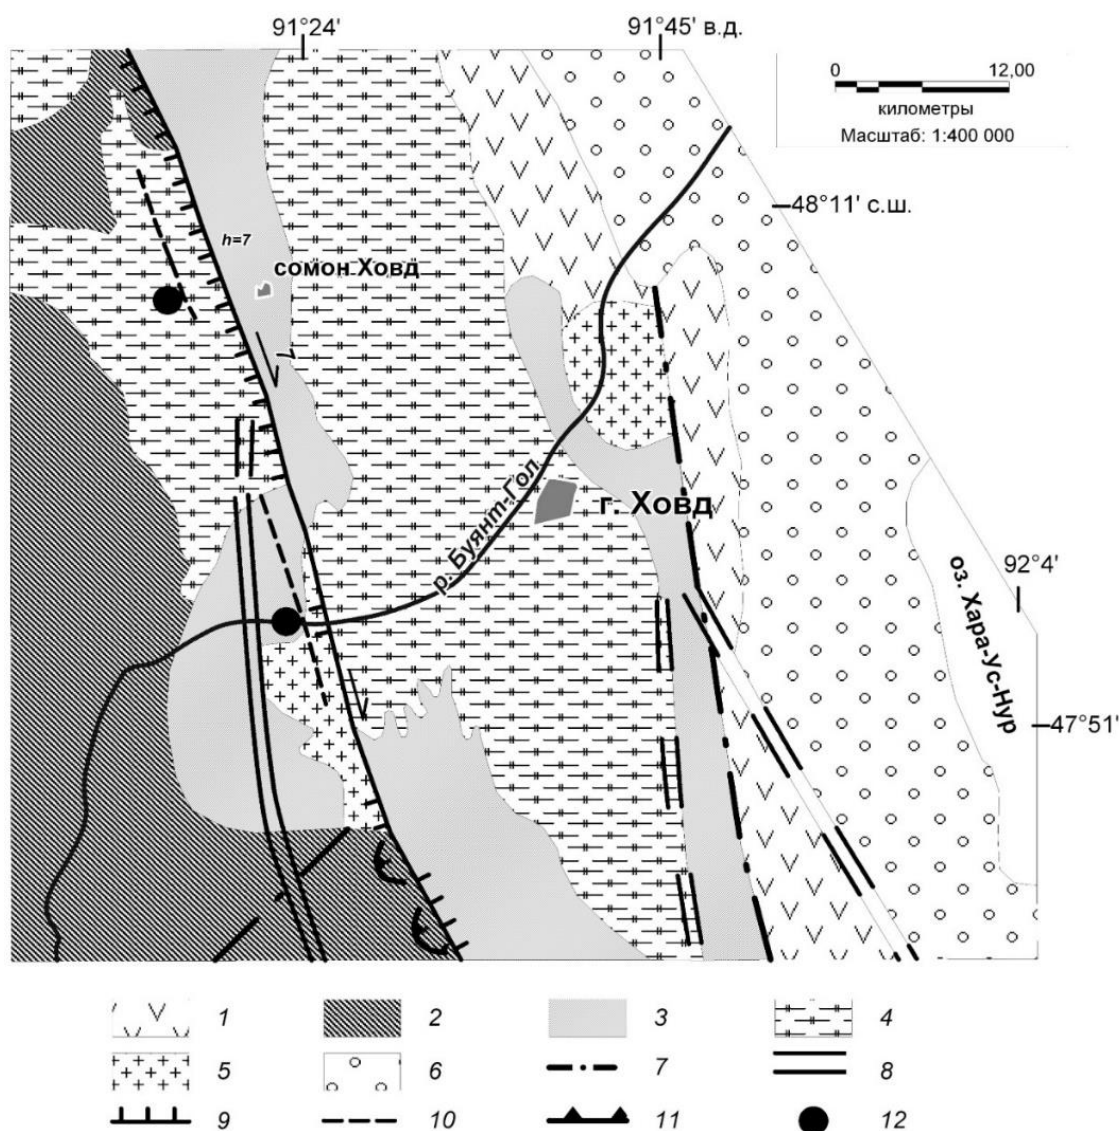 91°24'
91°45' в.д.
0 12,00
километры
Масштаб: 1:400 000
48°11' с.ш.
h=7
сомон Ховд
7
р. Буянт-Гол
г. Ховд
92°4'
оз. Хара-Ус-Нур
47°51'
1 2 3 4
5 6 7 8
9 10 11 12